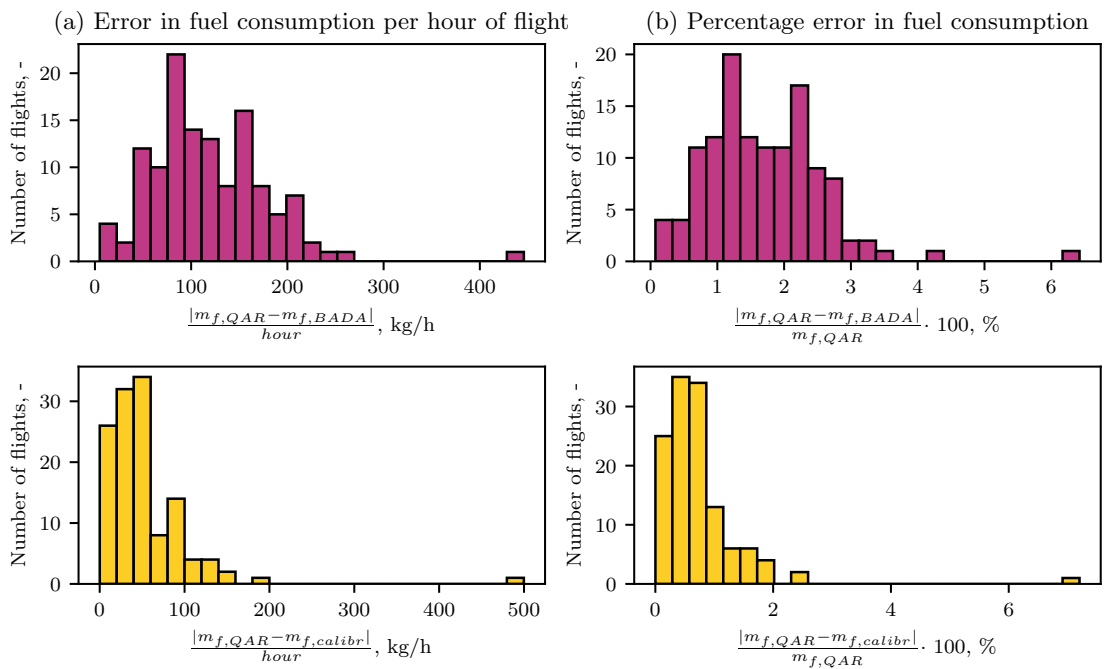 (a) Error in fuel consumption per hour of flight
(b) Percentage error in fuel consumption
Number of flights, -
20
15
10
5
0
0 100 200 300 400
|m_{f,QAR}−m_{f,BADA}|
hour
, kg/h
Number of flights, -
20
15
10
5
0
0 1 2 3 4 5 6
|m_{f,QAR}−m_{f,BADA}|
m_{f,QAR}
· 100, %
Number of flights, -
30
20
10
0
0 100 200 300 400 500
|m_{f,QAR}−m_{f,calibr}|
hour
, kg/h
Number of flights, -
30
20
10
0
0 2 4 6
|m_{f,QAR}−m_{f,calibr}|
m_{f,QAR}
· 100, %